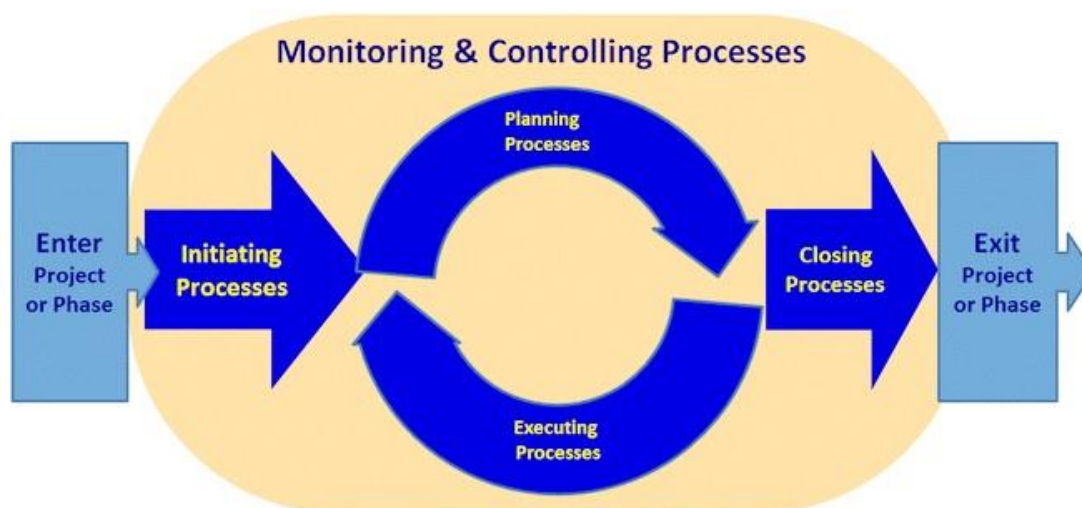 Monitoring & Controlling Processes
Planning
Processes
Enter
Project
or Phase
Initiating
Processes
Closing
Processes
Exit
Project
or Phase
Executing
Processes